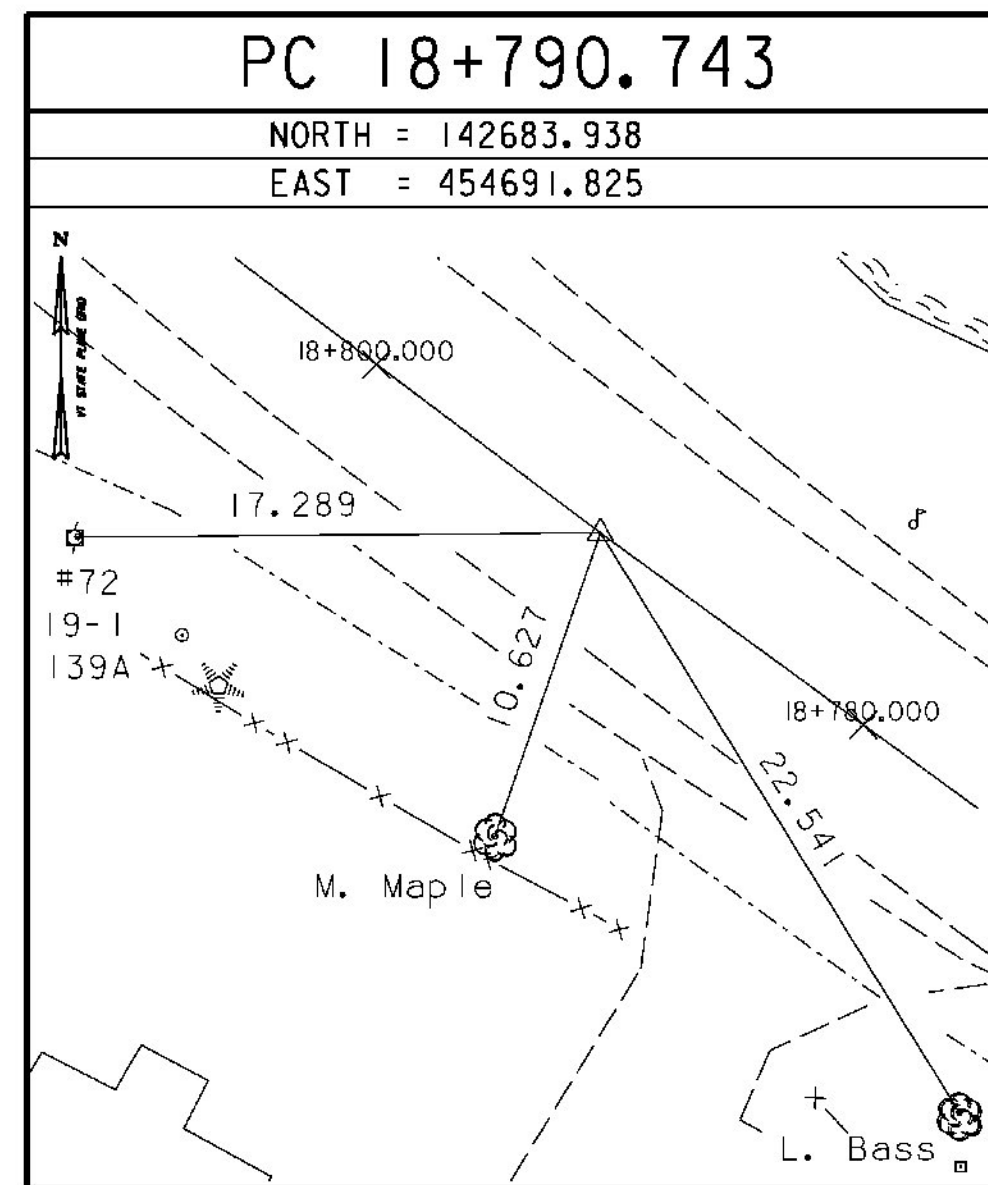 PC 18+790.743
NORTH = 142683.938
EAST = 454691.825
N
VT STATE PLANE GRID
18+800.000
17.289
#72
19-1
139A
10.627
18+780.000
22.541
M. Maple
L. Bass